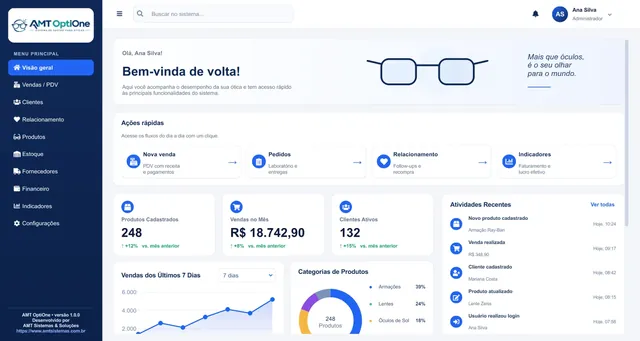 AMT OptiOne
MENU PRINCIPAL
Visão geral
Vendas / PDV
Clientes
Relacionamento
Produtos
Estoque
Fornecedores
Financeiro
Indicadores
Configurações
AMT OptiOne • versão 1.0.0
Desenvolvido por
AMT Sistemas & Soluções
https://www.amtsistemas.com.br
Buscar no sistema...
AS
Ana Silva
Administrador
Olá, Ana Silva!
Bem-vinda de volta!
Aqui você acompanha o desempenho da sua ótica e tem acesso rápido
às principais funcionalidades do sistema.
Mais que óculos,
é o seu olhar
para o mundo.
Ações rápidas
Acesse os fluxos do dia a dia com um clique.
Nova venda
PDV com receita
e pagamentos
Pedidos
Laboratório e
entregas
Relacionamento
Follow-ups e
recompra
Indicadores
Faturamento e
lucro efetivo
Produtos Cadastrados
248
↑ +12% vs. mês anterior
Vendas no Mês
R$ 18.742,90
↑ +8% vs. mês anterior
Clientes Ativos
132
↑ +15% vs. mês anterior
Atividades Recentes
Ver todas
Novo produto cadastrado
Armação Ray-Ban
Hoje, 10:24
Venda realizada
R$ 348,90
Hoje, 09:17
Cliente cadastrado
Mariana Costa
Hoje, 08:42
Produto atualizado
Lente Zeiss
Hoje, 08:15
Usuário realizou login
Ana Silva
Hoje, 07:58
Vendas dos Últimos 7 Dias
7 dias
6.000
4.000
2.000
Categorias de Produtos
248
Produtos
Armações 39%
Lentes 24%
Óculos de Sol 18%